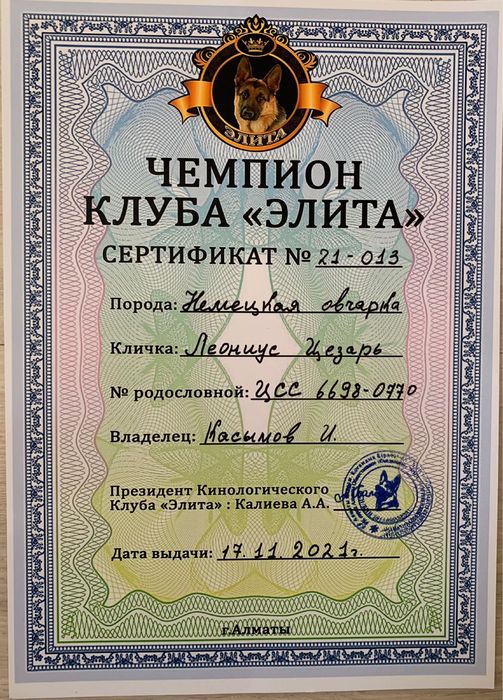 ЭЛИТА
ЧЕМПИОН
КЛУБА «ЭЛИТА»
СЕРТИФИКАТ № 21-013
Порода: Немецкая овчарка
Кличка: Леониус Цезарь
№ родословной: ЦСС 6698-0770
Владелец: Касымов И.
Президент Кинологического
Клуба «Элита» : Калиева А.А.
Дата выдачи: 17.11.2021г.
г.Алматы